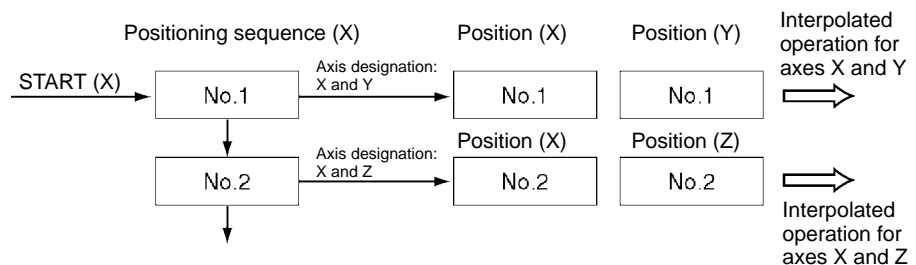 Positioning sequence (X)
Position (X)
Position (Y)
Interpolated
operation for
axes X and Y
START (X)
No.1
Axis designation:
X and Y
No.1
No.1
Position (X)
Position (Z)
No.2
Axis designation:
X and Z
No.2
No.2
Interpolated
operation for
axes X and Z